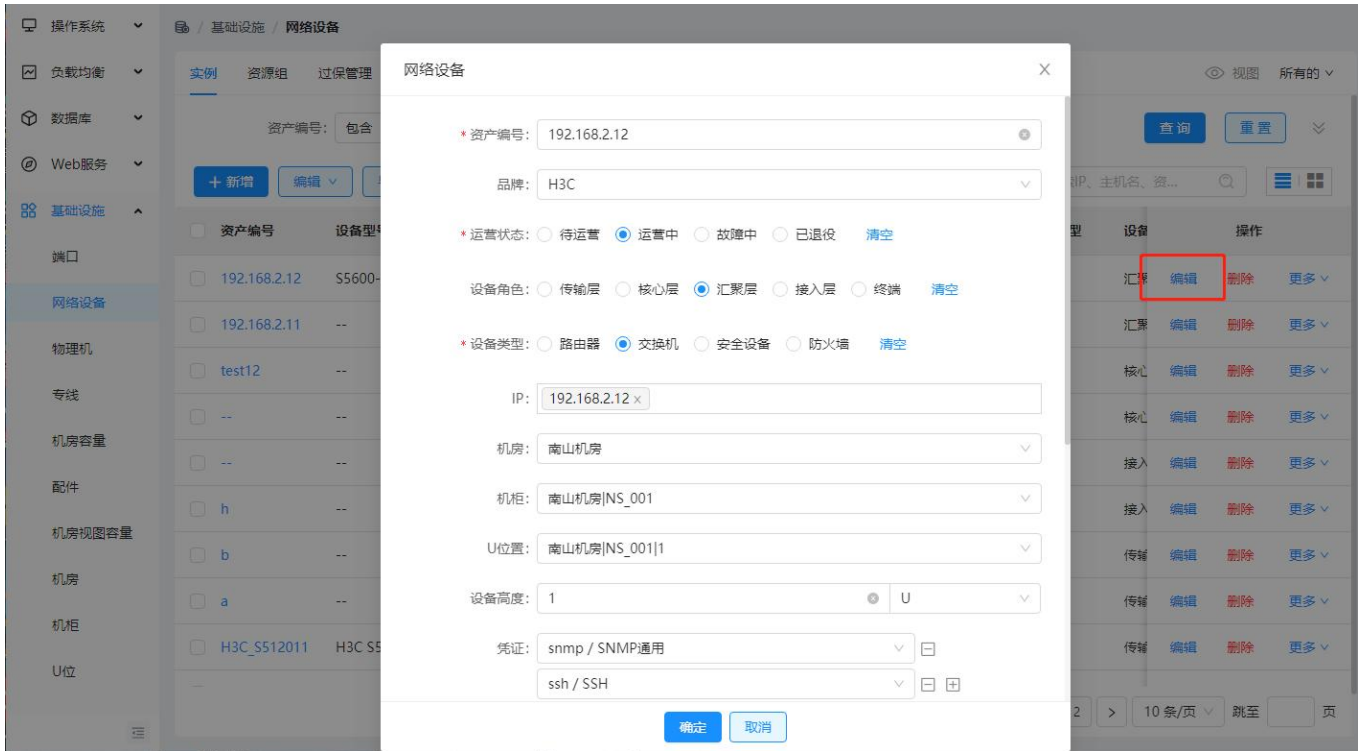 操作系统
负载均衡
数据库
Web服务
基础设施
端口
网络设备
物理机
专线
机房容量
配件
机房视图容量
机房
机柜
U位
/ 基础设施 / 网络设备
实例 资源组 过保管理 视图 所有的
资产编号: 包含 查询 重置
+ 新增 编辑 IP、主机名、资...
资产编号 设备型 型 设备 操作
192.168.2.12 S5600- 汇聚 编辑 删除 更多
192.168.2.11 -- 汇聚 编辑 删除 更多
test12 -- 核心 编辑 删除 更多
-- -- 核心 编辑 删除 更多
-- -- 接入 编辑 删除 更多
h -- 接入 编辑 删除 更多
b -- 传输 编辑 删除 更多
a -- 传输 编辑 删除 更多
H3C_S512011 H3C S5 传输 编辑 删除 更多
2 > 10 条/页 跳至 页
网络设备
* 资产编号: 192.168.2.12
品牌: H3C
* 运营状态: 待运营 运营中 故障中 已退役 清空
设备角色: 传输层 核心层 汇聚层 接入层 终端 清空
* 设备类型: 路由器 交换机 安全设备 防火墙 清空
IP: 192.168.2.12 ×
机房: 南山机房
机柜: 南山机房|NS_001
U位置: 南山机房|NS_001|1
设备高度: 1 U
凭证: snmp / SNMP通用
ssh / SSH
确定 取消